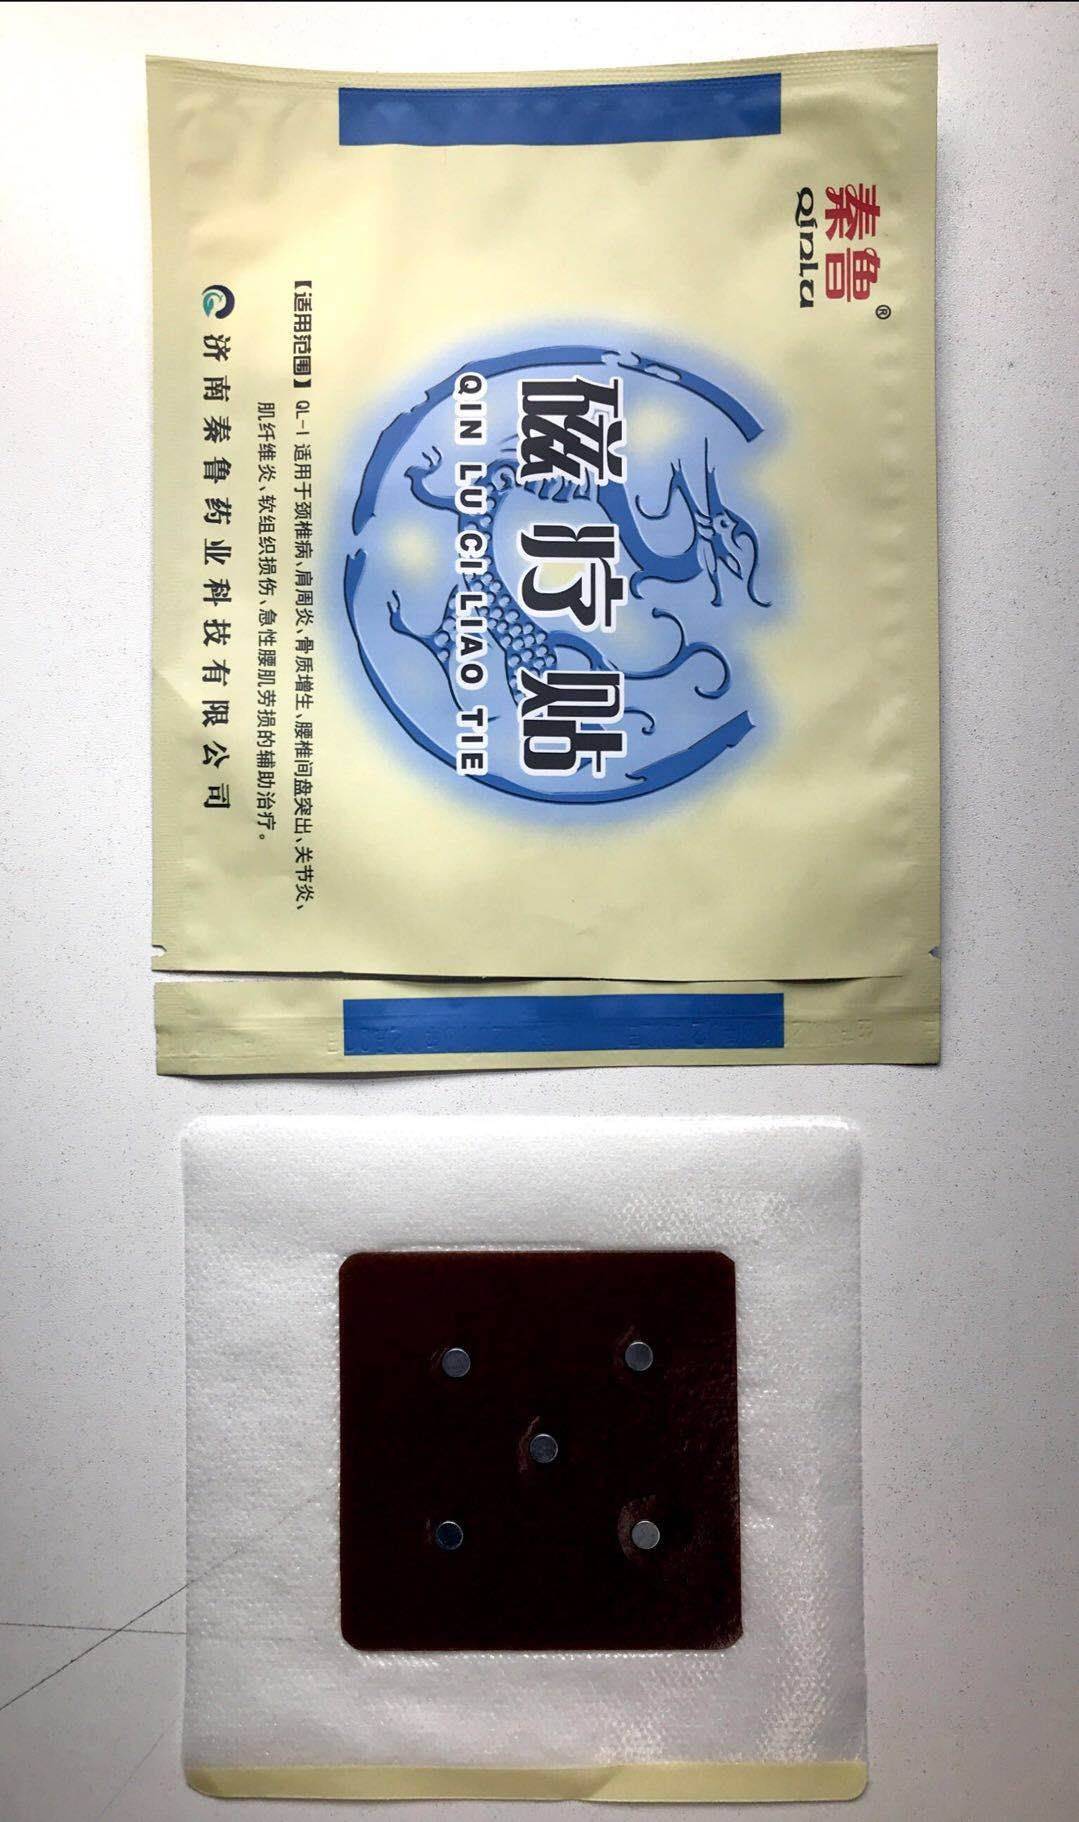 秦鲁®
QINLU
磁疗贴
QIN LU CI LIAO TIE
【适用范围】QL-I 适用于颈椎病、肩周炎、骨质增生、腰椎间盘突出、关节炎、
肌纤维炎、软组织损伤、急性腰肌劳损的辅助治疗。
济南秦鲁药业科技有限公司